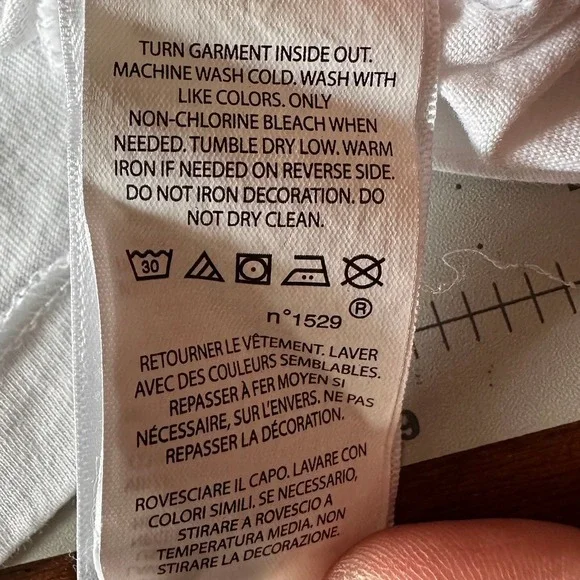 TURN GARMENT INSIDE OUT.
MACHINE WASH COLD. WASH WITH
LIKE COLORS. ONLY
NON-CHLORINE BLEACH WHEN
NEEDED. TUMBLE DRY LOW. WARM
IRON IF NEEDED ON REVERSE SIDE.
DO NOT IRON DECORATION. DO
NOT DRY CLEAN.
30
n°1529 ®
RETOURNER LE VÊTEMENT. LAVER
AVEC DES COULEURS SEMBLABLES.
REPASSER À FER MOYEN SI
NÉCESSAIRE, SUR L'ENVERS. NE PAS
REPASSER LA DÉCORATION.
ROVESCIARE IL CAPO. LAVARE CON
COLORI SIMILI. SE NECESSARIO,
STIRARE A ROVESCIO A
TEMPERATURA MEDIA. NON
STIRARE LA DECORAZIONE.